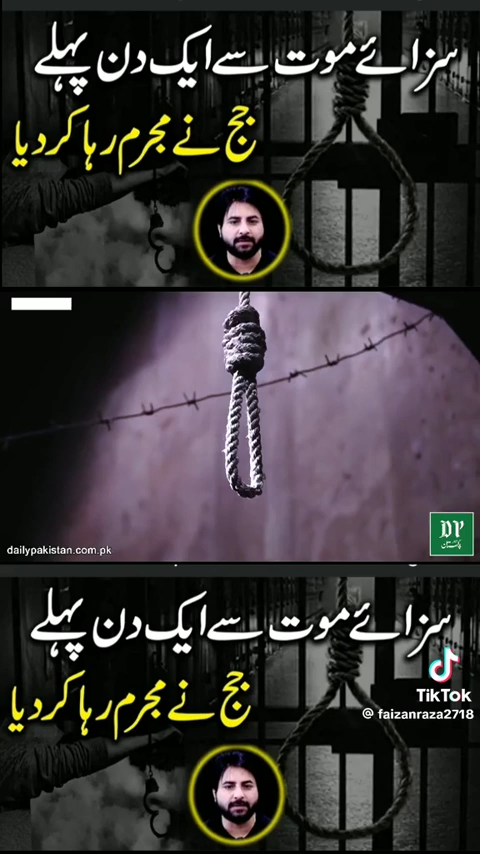 سزائے موت سے ایک دن پہلے
جج نے مجرم رہا کر دیا
dailypakistan.com.pk
DP
پاکستان
سزائے موت سے ایک دن پہلے
جج نے مجرم رہا کر دیا
TikTok
@ faizanraza2718